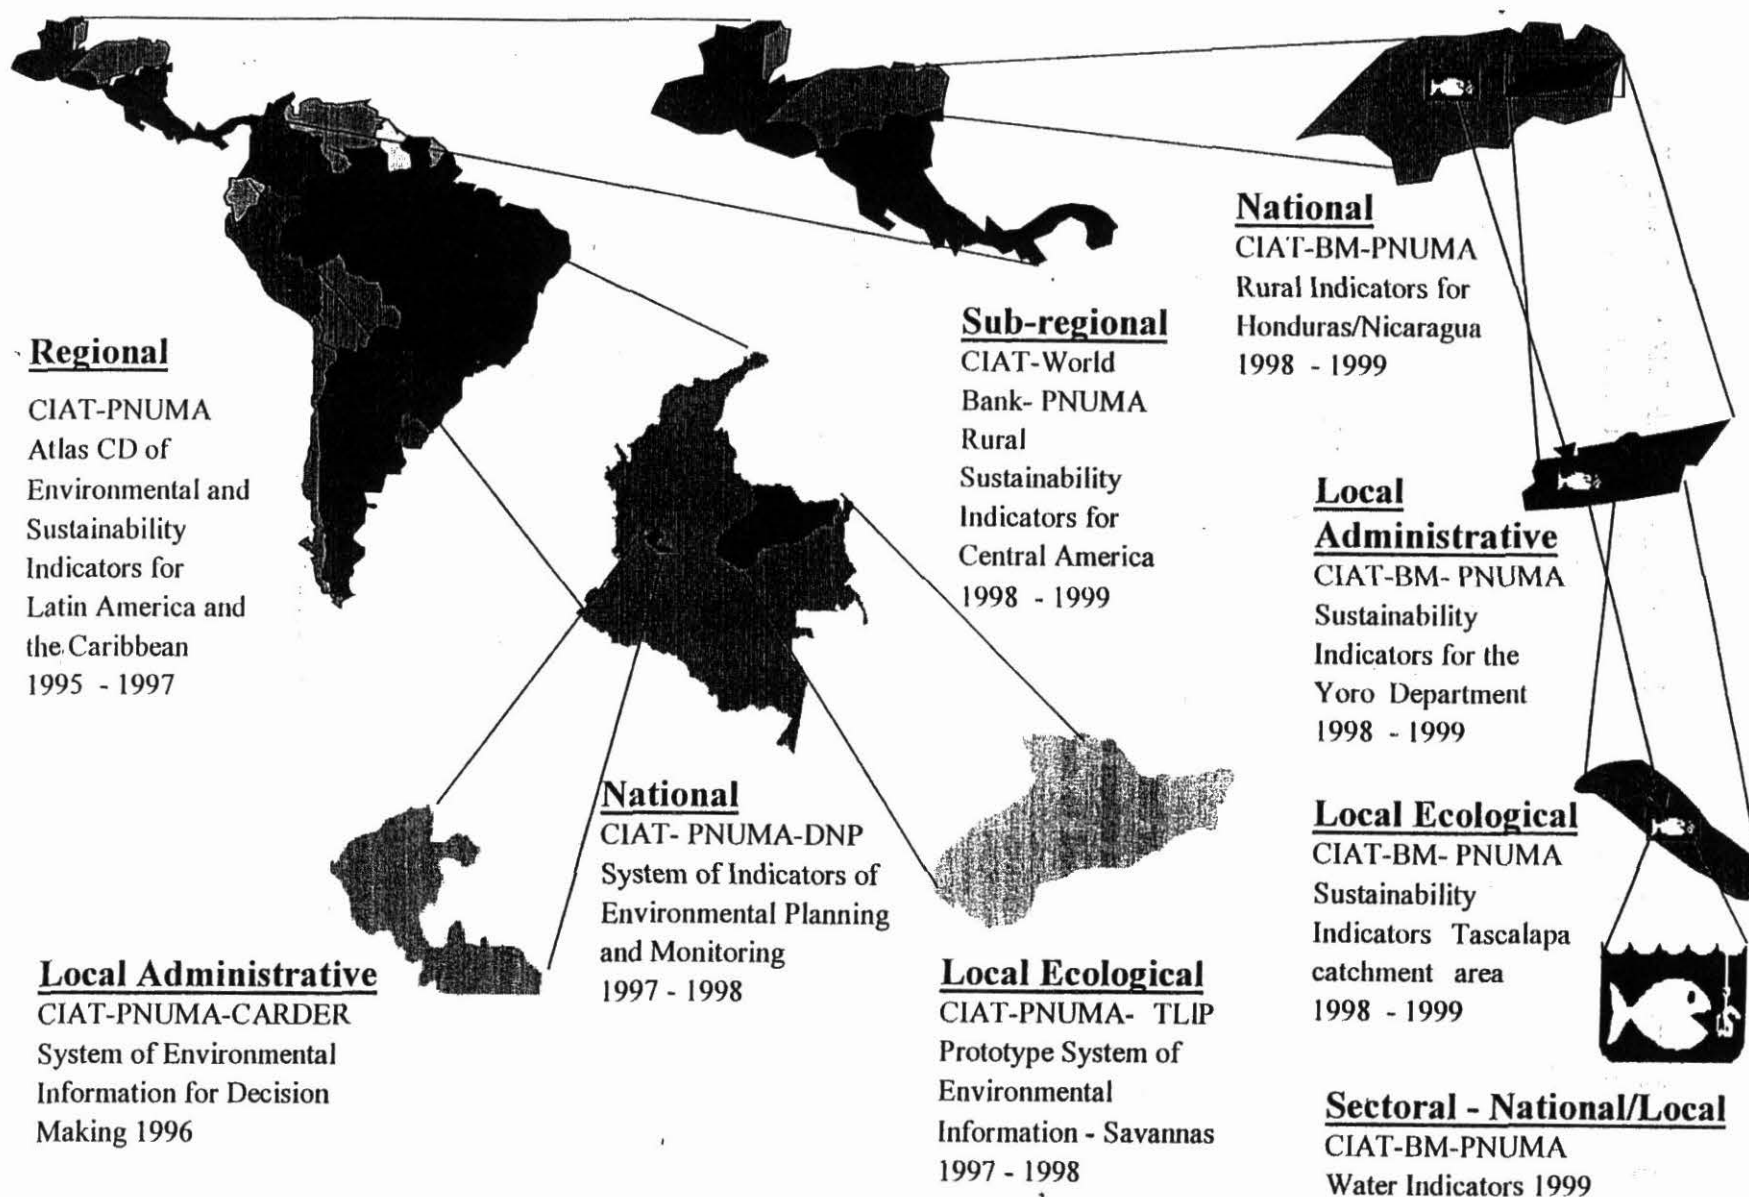 Regional
CIAT-PNUMA
Atlas CD of
Environmental and
Sustainability
Indicators for
Latin America and
the Caribbean
1995 - 1997
Sub-regional
CIAT-World
Bank- PNUMA
Rural
Sustainability
Indicators for
Central America
1998 - 1999
National
CIAT-BM-PNUMA
Rural Indicators for
Honduras/Nicaragua
1998 - 1999
Local
Administrative
CIAT-BM- PNUMA
Sustainability
Indicators for the
Yoro Department
1998 - 1999
Local Ecological
CIAT-BM- PNUMA
Sustainability
Indicators Tascalapa
catchment area
1998 - 1999
National
CIAT- PNUMA-DNP
System of Indicators of
Environmental Planning
and Monitoring
1997 - 1998
Local Administrative
CIAT-PNUMA-CARDER
System of Environmental
Information for Decision
Making 1996
Local Ecological
CIAT-PNUMA- TLIP
Prototype System of
Environmental
Information - Savannas
1997 - 1998
Sectoral - National/Local
CIAT-BM-PNUMA
Water Indicators 1999